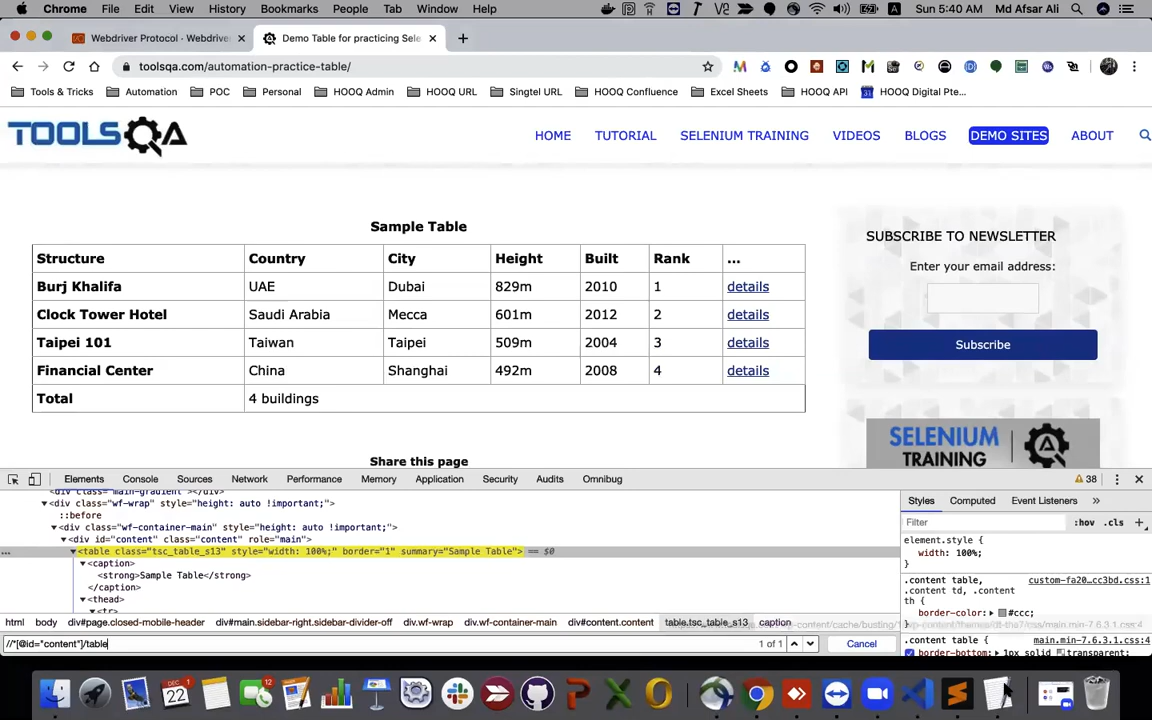 Chrome File Edit View History Bookmarks People Tab Window Help Sun 5:40 AM Md Afsar Ali
Webdriver Protocol · Webdrive Demo Table for practicing Sele
toolsqa.com/automation-practice-table/
Tools & Tricks Automation POC Personal HOOQ Admin HOOQ URL Singtel URL HOOQ Confluence Excel Sheets HOOQ API HOOQ Digital Pte...
TOOLSQA HOME TUTORIAL SELENIUM TRAINING VIDEOS BLOGS DEMO SITES ABOUT
Sample Table
Structure Country City Height Built Rank ...
Burj Khalifa UAE Dubai 829m 2010 1 details
Clock Tower Hotel Saudi Arabia Mecca 601m 2012 2 details
Taipei 101 Taiwan Taipei 509m 2004 3 details
Financial Center China Shanghai 492m 2008 4 details
Total 4 buildings
SUBSCRIBE TO NEWSLETTER
Enter your email address:
Subscribe
SELENIUM
TRAINING
Share this page
Elements Console Sources Network Performance Memory Application Security Audits Omnibug 38
<div class="main-gradient"></div>
<div class="wf-wrap" style="height: auto !important;">
::before
<div class="wf-container-main" style="height: auto !important;">
<div id="content" class="content" role="main">
... <table class="tsc_table_s13" style="width: 100%;" border="1" summary="Sample Table"> == $0
<caption>
<strong>Sample Table</strong>
</caption>
<thead>
<tr>
Styles Computed Event Listeners »
Filter :hov .cls +
element.style {
width: 100%;
}
.content table, custom-fa20…cc3bd.css:1
.content td, .content
th {
border-color: #ccc;
}
.content table { main.min-7.6.3.1.css:4
border-bottom: 1px solid transparent;
html body div#page.closed-mobile-header div#main.sidebar-right.sidebar-divider-off div.wf-wrap div.wf-container-main div#content.content table.tsc_table_s13 caption
//*[@id="content"]/table 1 of 1 Cancel